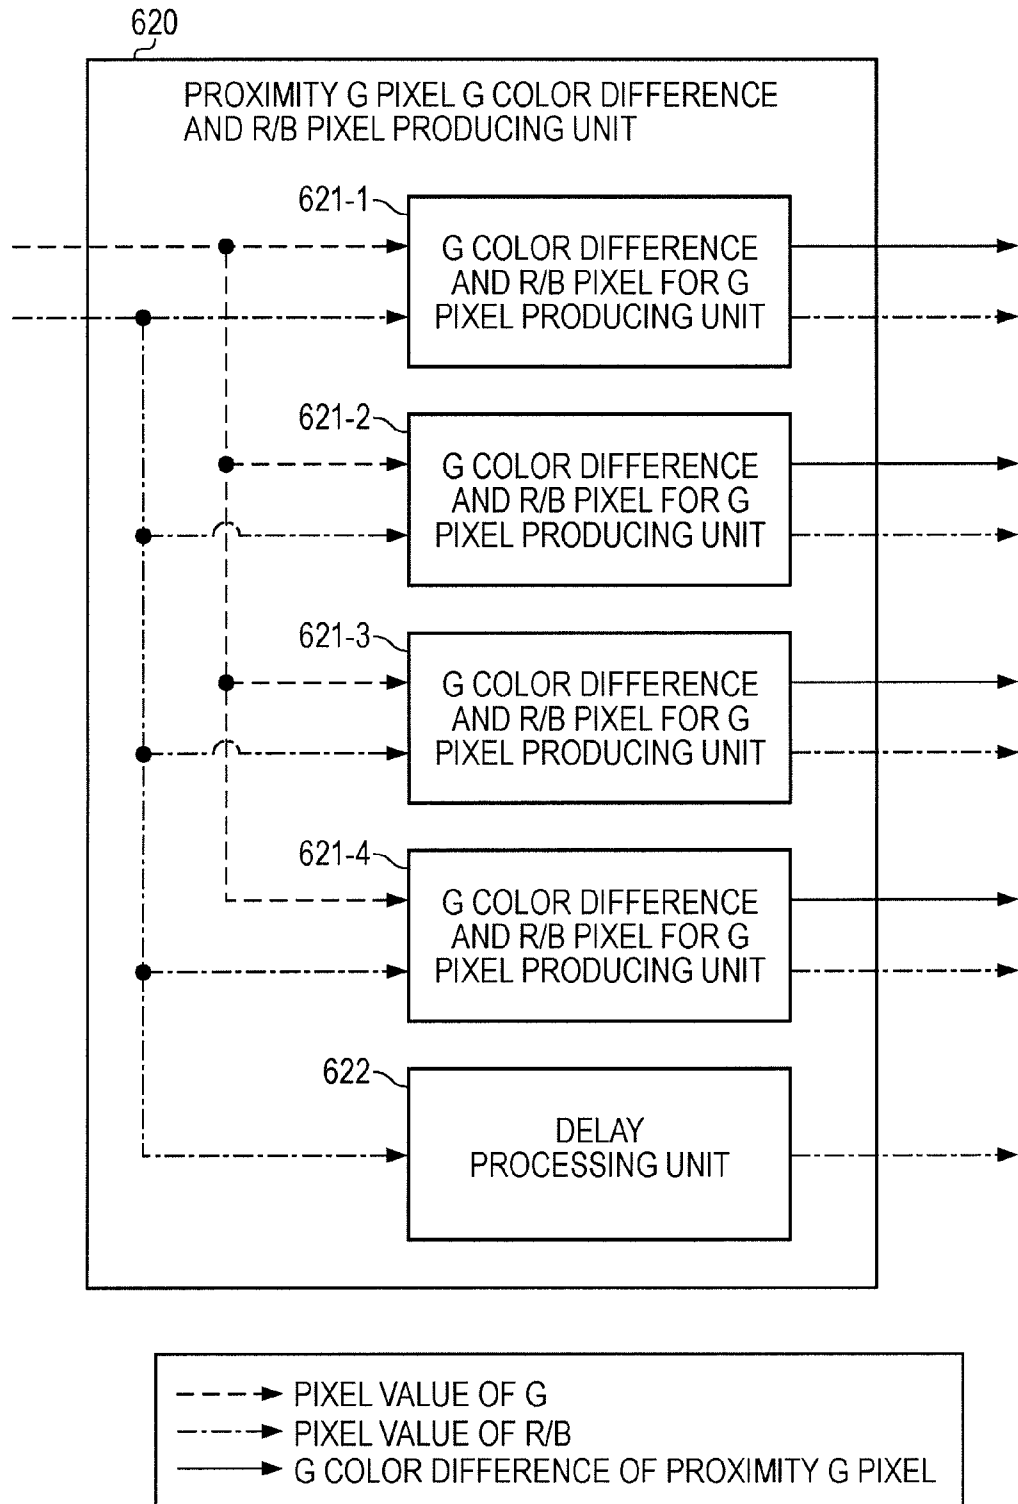 620
PROXIMITY G PIXEL G COLOR DIFFERENCE
AND R/B PIXEL PRODUCING UNIT
621-1
G COLOR DIFFERENCE
AND R/B PIXEL FOR G
PIXEL PRODUCING UNIT
621-2
G COLOR DIFFERENCE
AND R/B PIXEL FOR G
PIXEL PRODUCING UNIT
621-3
G COLOR DIFFERENCE
AND R/B PIXEL FOR G
PIXEL PRODUCING UNIT
621-4
G COLOR DIFFERENCE
AND R/B PIXEL FOR G
PIXEL PRODUCING UNIT
622
DELAY
PROCESSING UNIT
PIXEL VALUE OF G
PIXEL VALUE OF R/B
G COLOR DIFFERENCE OF PROXIMITY G PIXEL